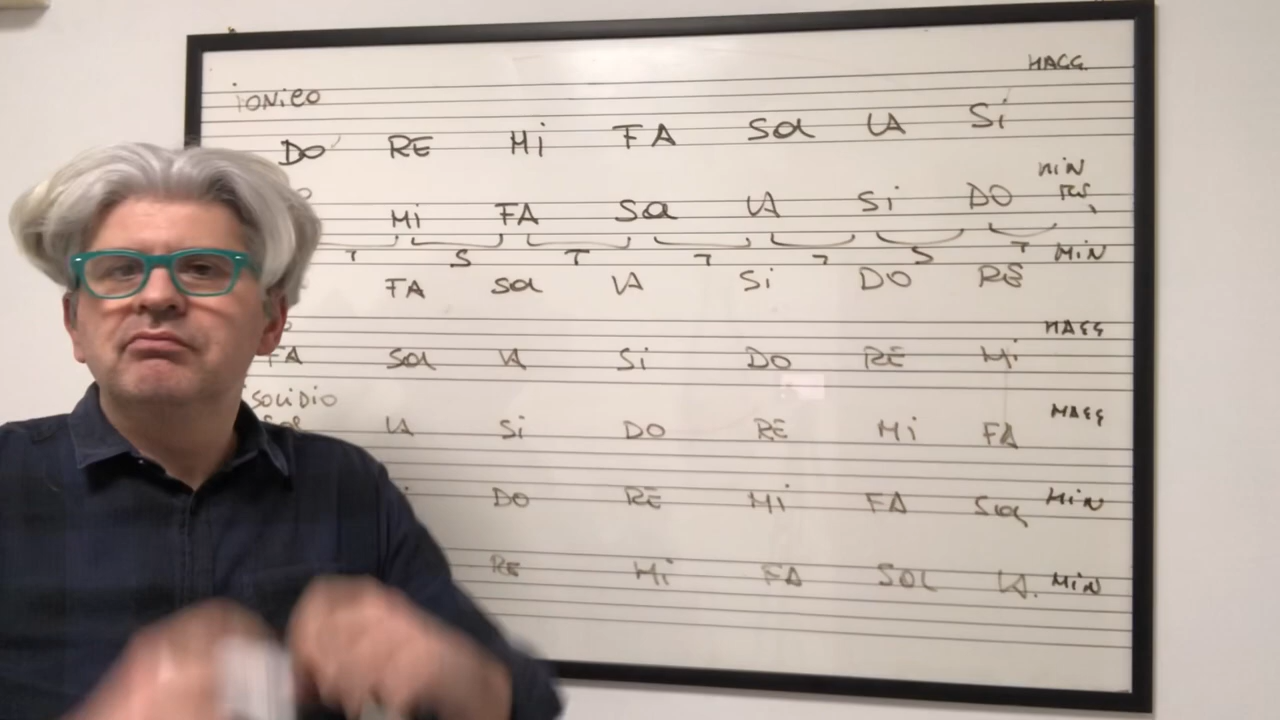 MAGG
iONiCO
DO RE Mi FA Sol LA Si
MiN
Mi FA Sol LA Si DO RE
T S T T T S T MiN
FA Sol LA Si DO RE
MAGG
FA Sol LA Si DO RE Mi
SOLiDiO MAGG
Sol LA Si DO RE Mi FA
DO RE Mi FA Sol MiN
RE Mi FA SOL LA MiN